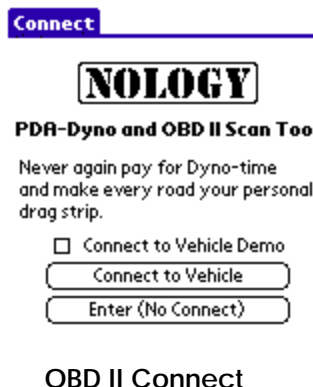 Connect
NOLOGY
PDA-Dyno and OBD II Scan Too
Never again pay for Dyno-time
and make every road your personal
drag strip.
Connect to Vehicle Demo
Connect to Vehicle
Enter (No Connect)
OBD II Connect